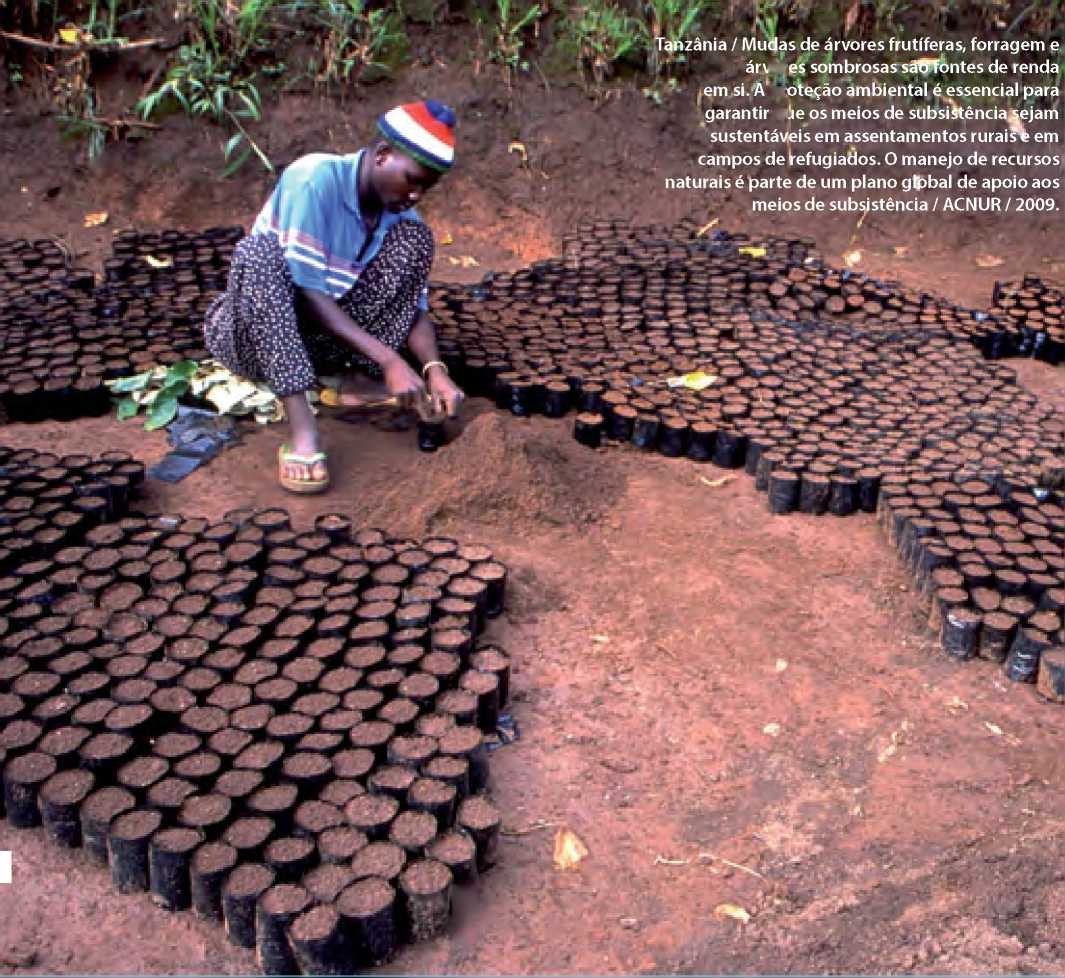 Tanzânia / Mudas de árvores frutíferas, forragem e
sombrosas são fontes de renda
em si. A ambiental é essencial para
garantir os meios de subsistência sejam
sustentáveis em assentamentos rurais e em
campos de refugiados. O manejo de recursos
naturais é parte de um plano global de apoio aos
meios de subsistência / ACNUR / 2009.